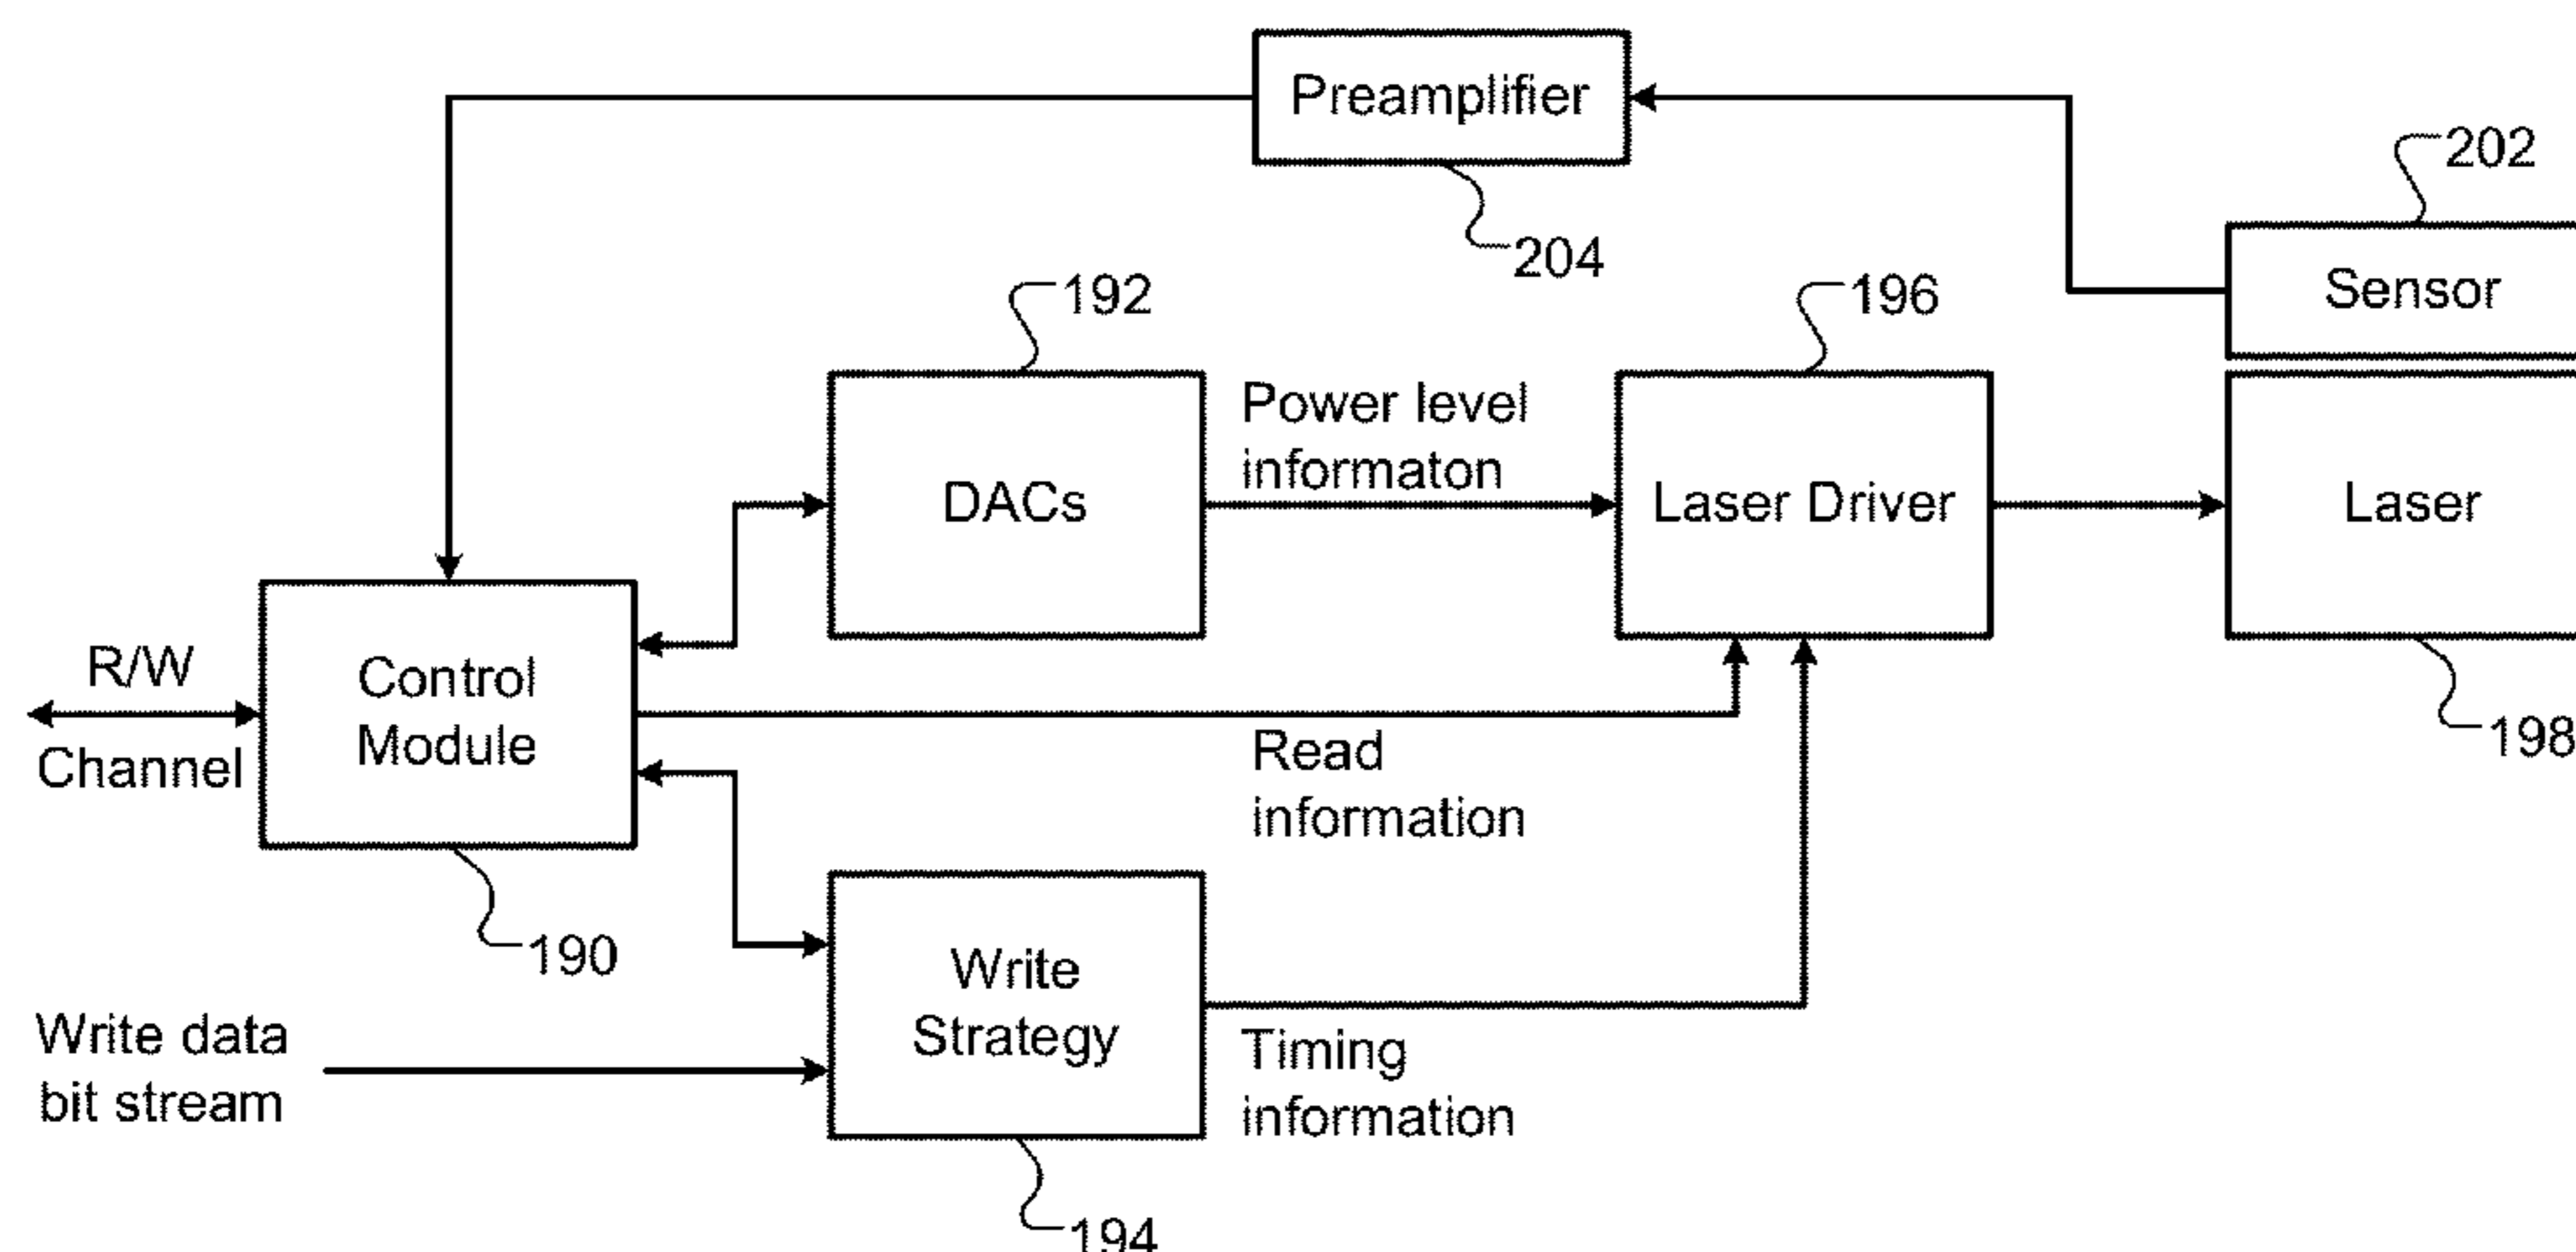 Preamplifier
202
204
Sensor
192
196
Power level
informaton
DACs
Laser Driver
Laser
R/W
Channel
Control
Module
Read
information
198
190
Write
Strategy
Write data
bit stream
Timing
information
194